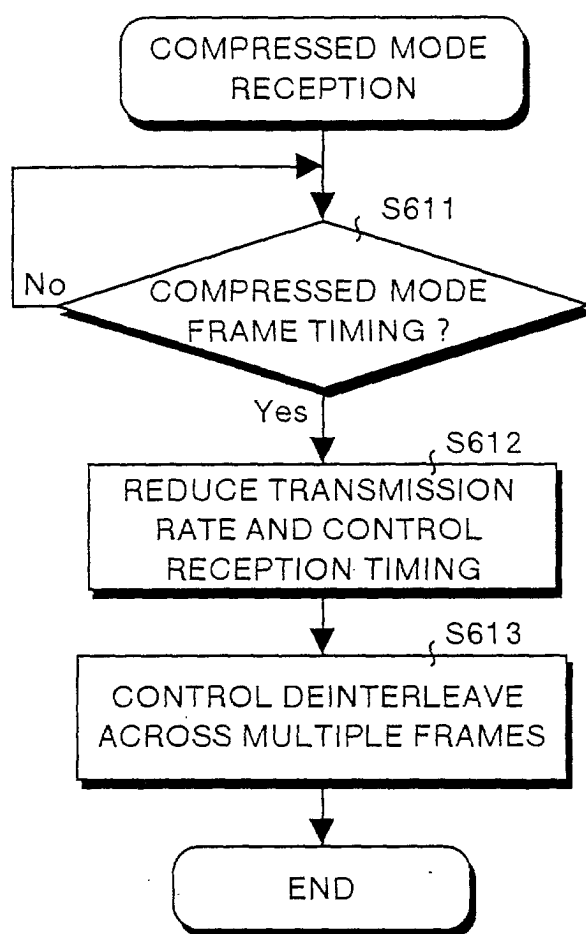 COMPRESSED MODE
RECEPTION
S611
No
COMPRESSED MODE
FRAME TIMING ?
Yes
S612
REDUCE TRANSMISSION
RATE AND CONTROL
RECEPTION TIMING
S613
CONTROL DEINTERLEAVE
ACROSS MULTIPLE FRAMES
END